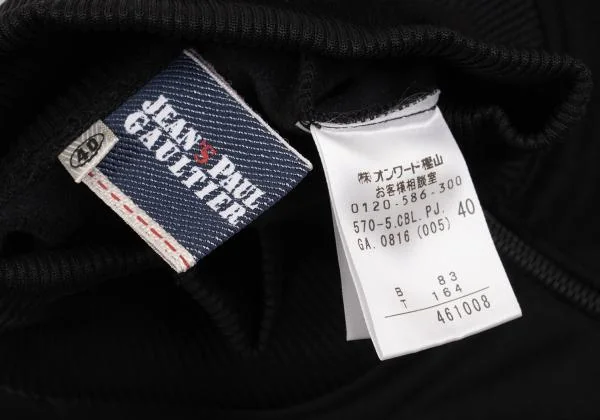 40
JEAN'S PAUL
GAULTIER
㈱オンワード樫山
お客様相談室
0120-586-300
570-5.CBL.PJ.
GA.0816 (005) 40
B 83
T 164
461008